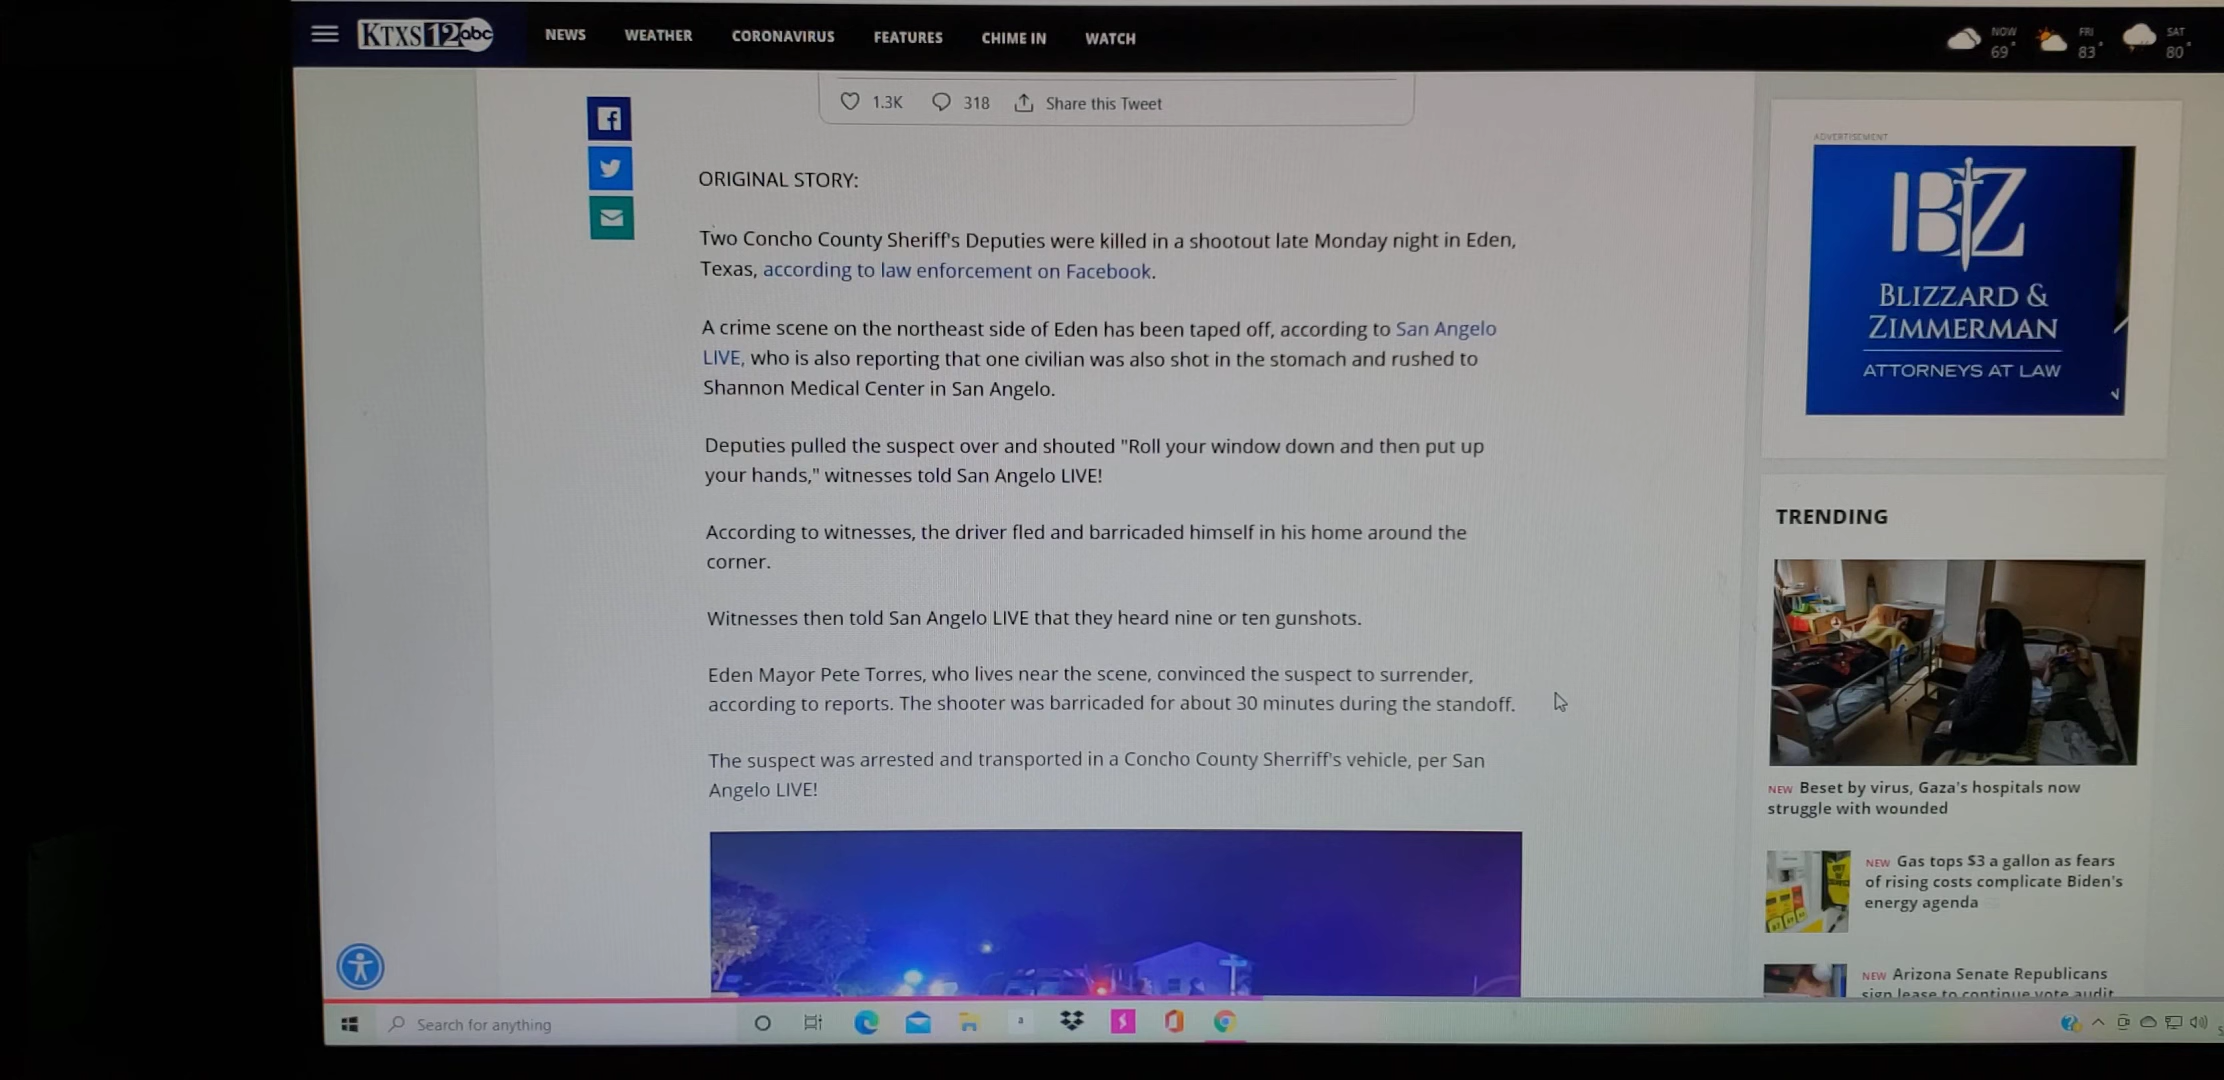 KTXS 12 abc
NEWS
WEATHER
CORONAVIRUS
FEATURES
CHIME IN
WATCH
NOW
69°
FRI
83°
SAT
80°
1.3K
318
Share this Tweet
ORIGINAL STORY:
Two Concho County Sheriff's Deputies were killed in a shootout late Monday night in Eden,
Texas, according to law enforcement on Facebook.
A crime scene on the northeast side of Eden has been taped off, according to San Angelo
LIVE, who is also reporting that one civilian was also shot in the stomach and rushed to
Shannon Medical Center in San Angelo.
Deputies pulled the suspect over and shouted "Roll your window down and then put up
your hands," witnesses told San Angelo LIVE!
According to witnesses, the driver fled and barricaded himself in his home around the
corner.
Witnesses then told San Angelo LIVE that they heard nine or ten gunshots.
Eden Mayor Pete Torres, who lives near the scene, convinced the suspect to surrender,
according to reports. The shooter was barricaded for about 30 minutes during the standoff.
The suspect was arrested and transported in a Concho County Sherriff's vehicle, per San
Angelo LIVE!
ADVERTISEMENT
BZ
BLIZZARD &
ZIMMERMAN
ATTORNEYS AT LAW
TRENDING
NEW Beset by virus, Gaza's hospitals now
struggle with wounded
NEW Gas tops $3 a gallon as fears
of rising costs complicate Biden's
energy agenda
NEW Arizona Senate Republicans
sign lease to continue vote audit
Search for anything
a